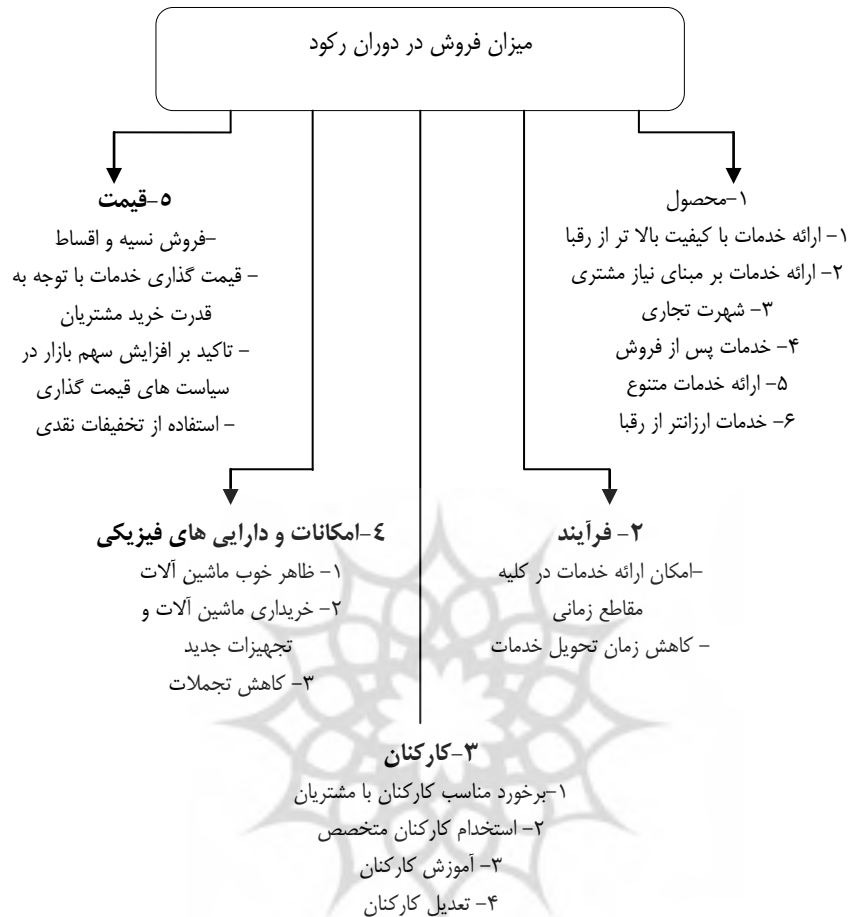 میزان فروش در دوران رکود
۱-محصول
۱- ارائه خدمات با کیفیت بالا تر از رقبا
۲- ارائه خدمات بر مبنای نیاز مشتری
۳- شهرت تجاری
۴- خدمات پس از فروش
۵- ارائه خدمات متنوع
۶- خدمات ارزانتر از رقبا
۵-قیمت
-فروش نسیه و اقساط
- قیمت گذاری خدمات با توجه به
قدرت خرید مشتریان
- تاکید بر افزایش سهم بازار در
سیاست های قیمت گذاری
- استفاده از تخفیفات نقدی
۲- فرآیند
-امکان ارائه خدمات در کلیه
مقاطع زمانی
- کاهش زمان تحویل خدمات
٤-امکانات و دارایی های فیزیکی
۱- ظاهر خوب ماشین آلات
۲- خریداری ماشین آلات و
تجهیزات جدید
۳- کاهش تجملات
۳-کارکنان
۱-برخورد مناسب کارکنان با مشتریان
۲- استخدام کارکنان متخصص
۳- آموزش کارکنان
۴- تعدیل کارکنان